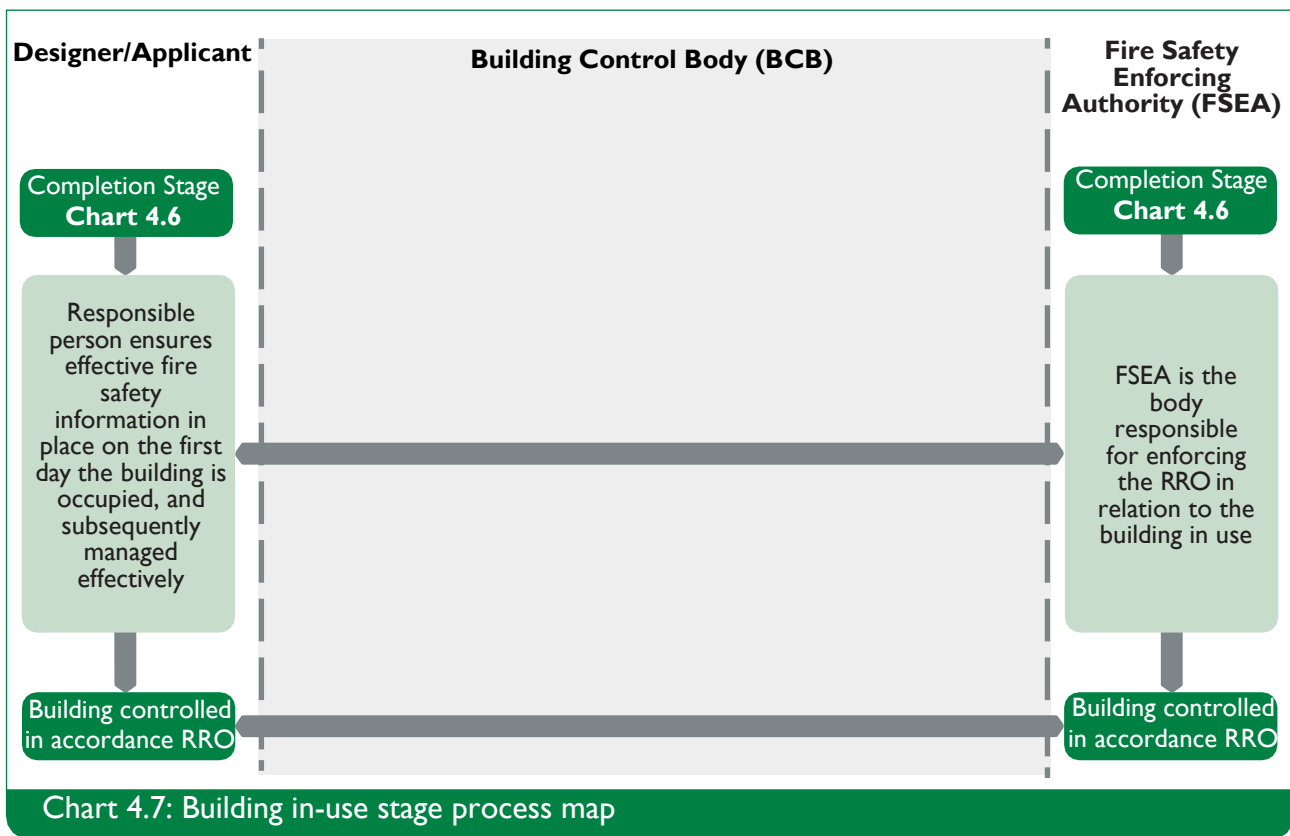 Designer/Applicant
Building Control Body (BCB)
Fire Safety
Enforcing
Authority (FSEA)
Completion Stage
Chart 4.6
Responsible
person ensures
effective fire
safety
information in
place on the first
day the building is
occupied, and
subsequently
managed
effectively
Building controlled
in accordance RRO
Completion Stage
Chart 4.6
FSEA is the
body
responsible
for enforcing
the RRO in
relation to the
building in use
Building controlled
in accordance RRO
Chart 4.7: Building in-use stage process map